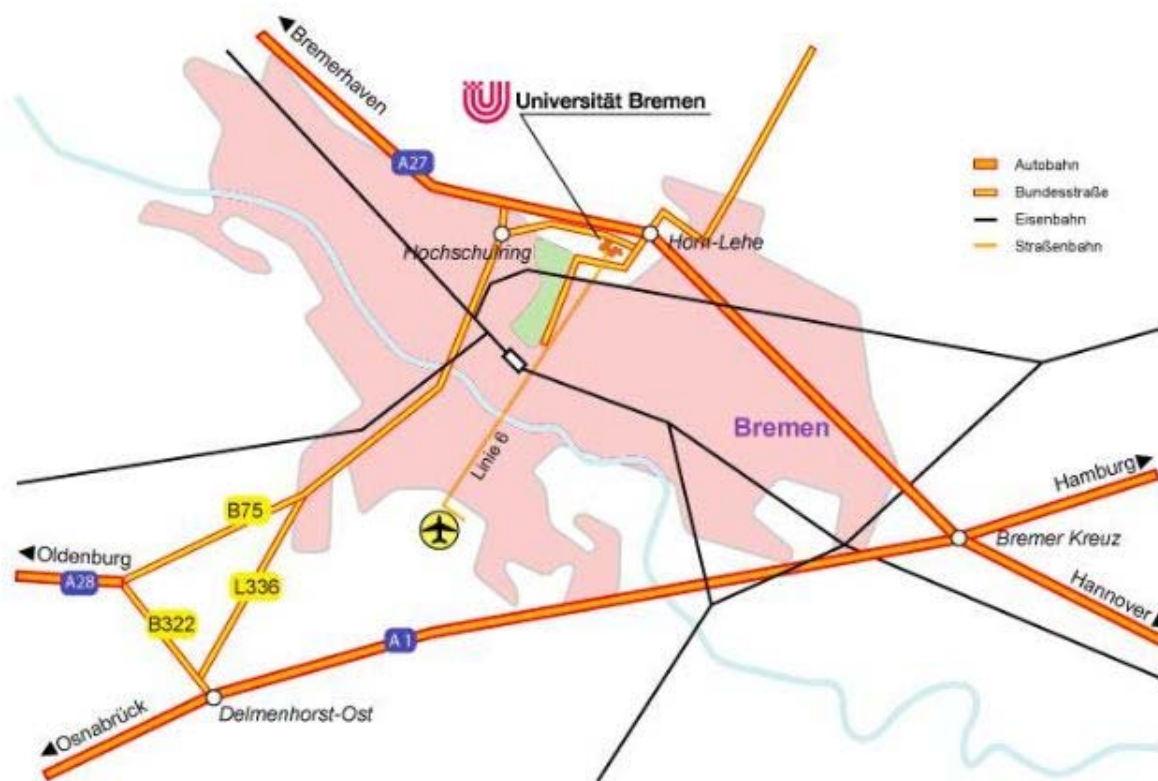 Bremerhaven
Universität Bremen
A27
Autobahn
Bundesstraße
Eisenbahn
Straßenbahn
Hochschulring
Horn-Lehe
Bremen
Linie 6
Hamburg
B75
Bremer Kreuz
Oldenburg
A28
L336
Hannover
B322
A 1
Osnabrück
Delmenhorst-Ost